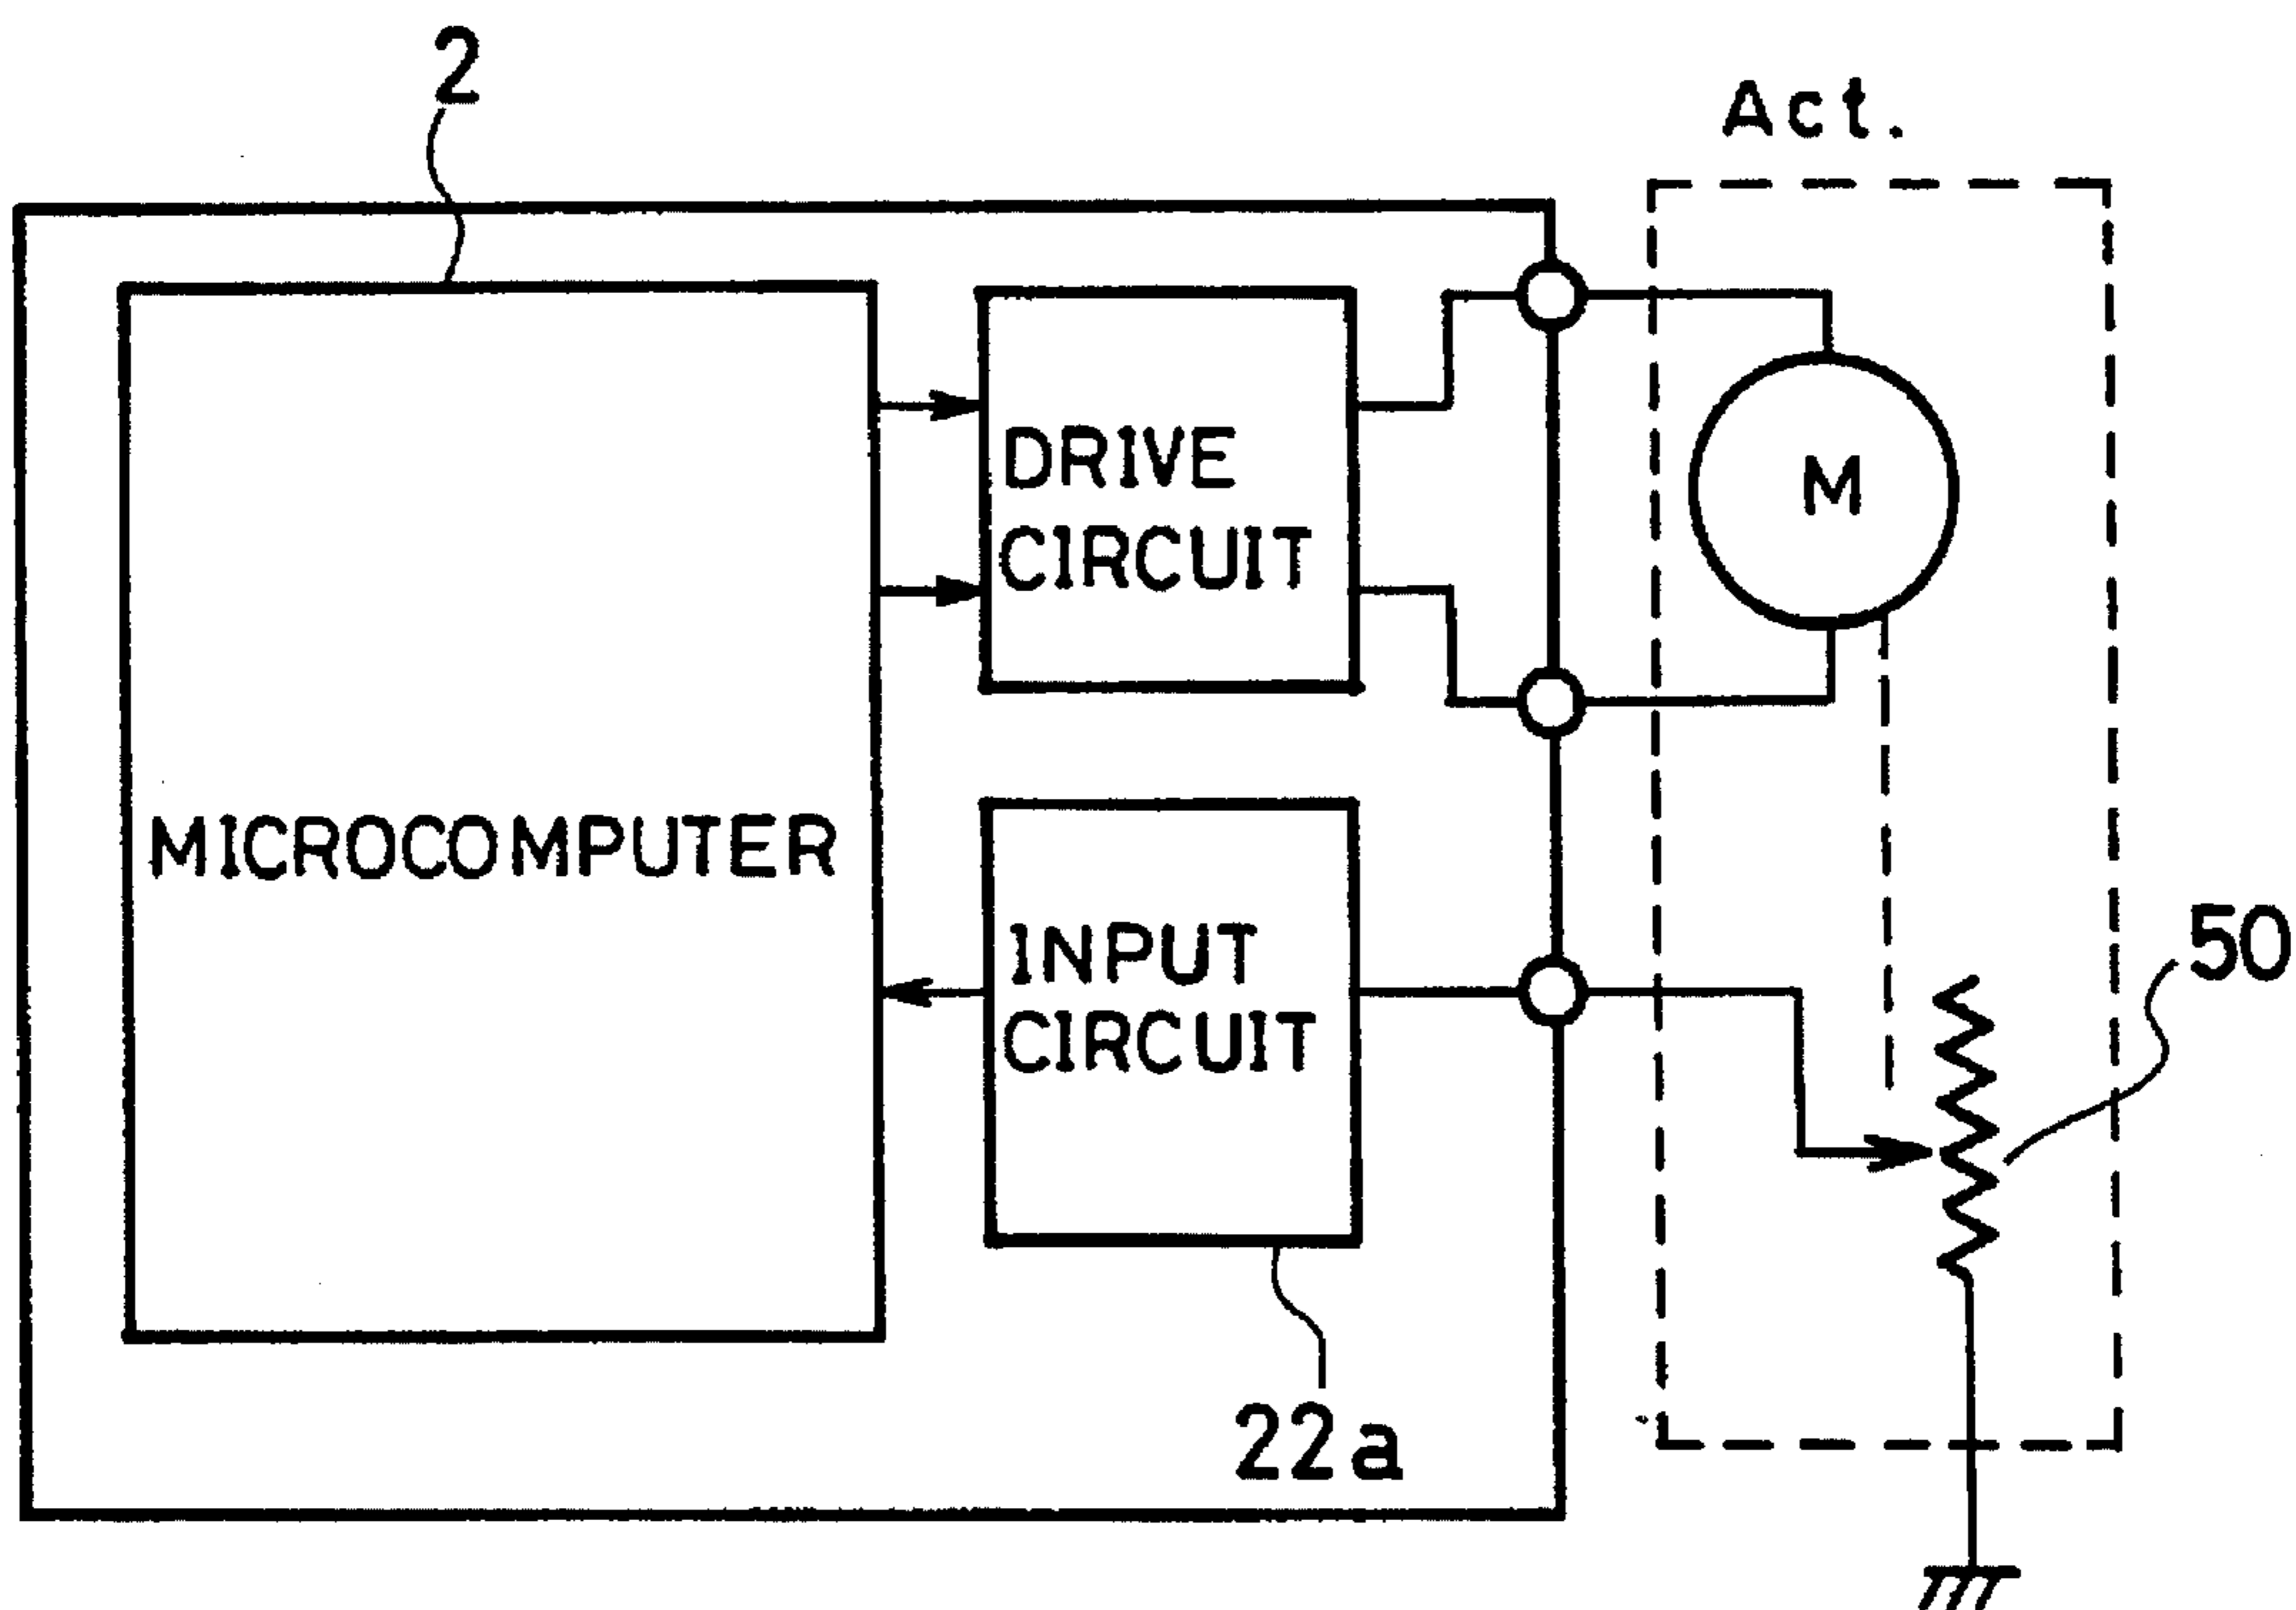 2
Act.
DRIVE
CIRCUIT
M
MICROCOMPUTER
INPUT
CIRCUIT
50
22a